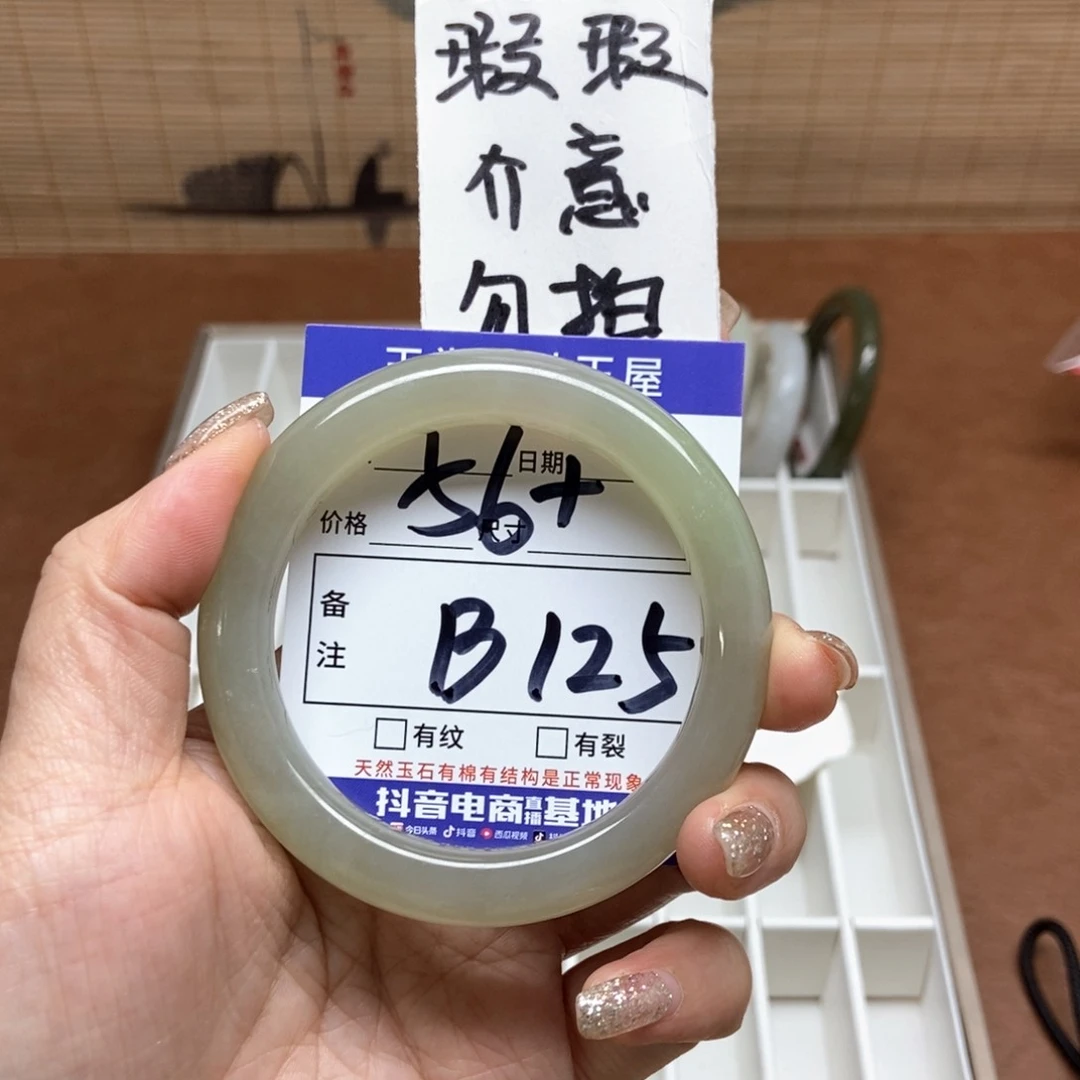 瑕瑕
介意
勿拍
玉屋
日期
56+
价格
尺寸
备注
B125
有纹
有裂
天然玉石有棉有结构是正常现象
抖音电商直播基地
今日头条 抖音 西瓜视频